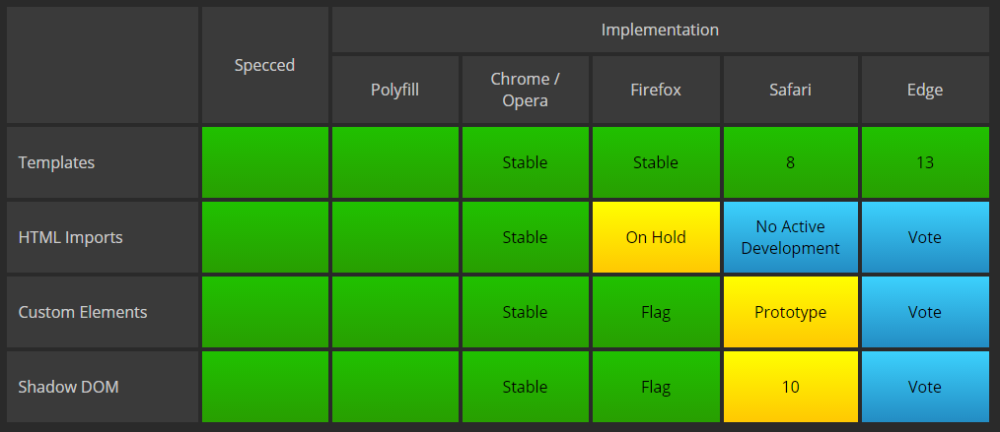 Implementation
Specced
Polyfill
Chrome /
Opera
Firefox
Safari
Edge
Templates
Stable
Stable
8
13
HTML Imports
Stable
On Hold
No Active
Development
Vote
Custom Elements
Stable
Flag
Prototype
Vote
Shadow DOM
Stable
Flag
10
Vote